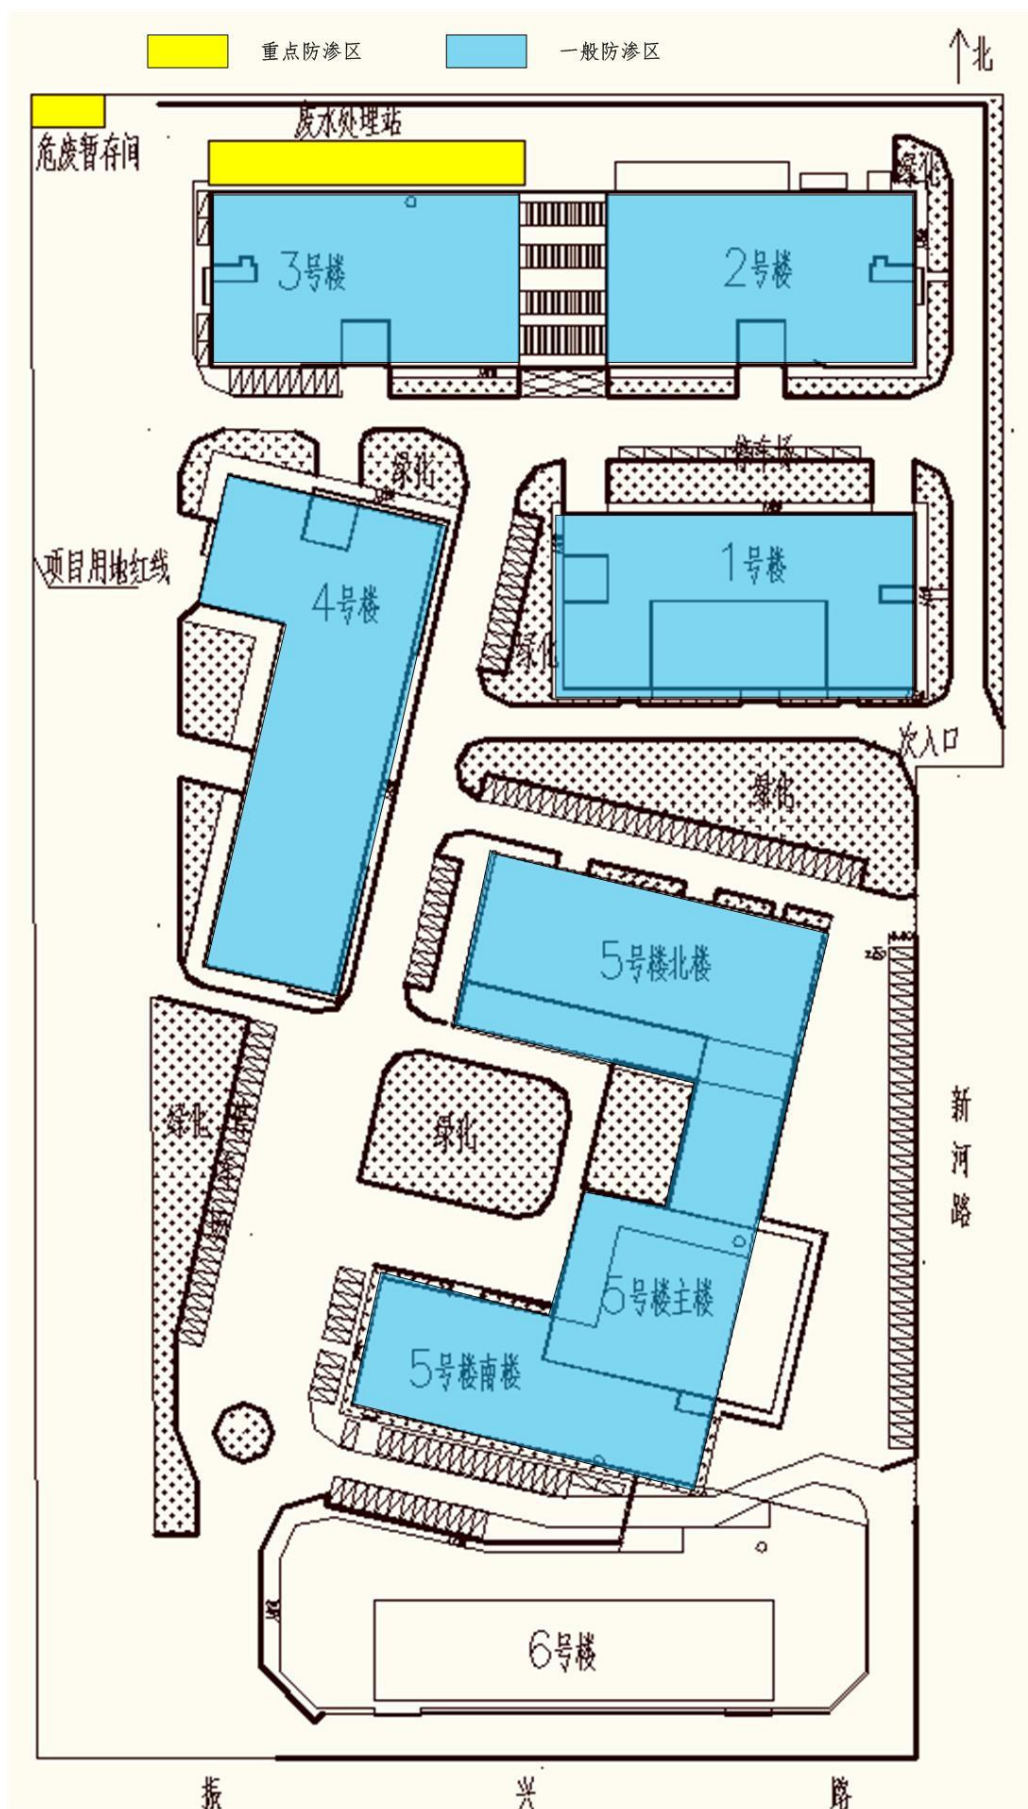 重点防渗区
一般防渗区
北
危废暂存间
废水处理站
绿化
3号楼
2号楼
停车场
绿化
项目用地红线
4号楼
1号楼
绿化
次入口
绿化
5号楼北楼
绿化
绿化
新河路
5号楼主楼
5号楼南楼
6号楼
振兴路